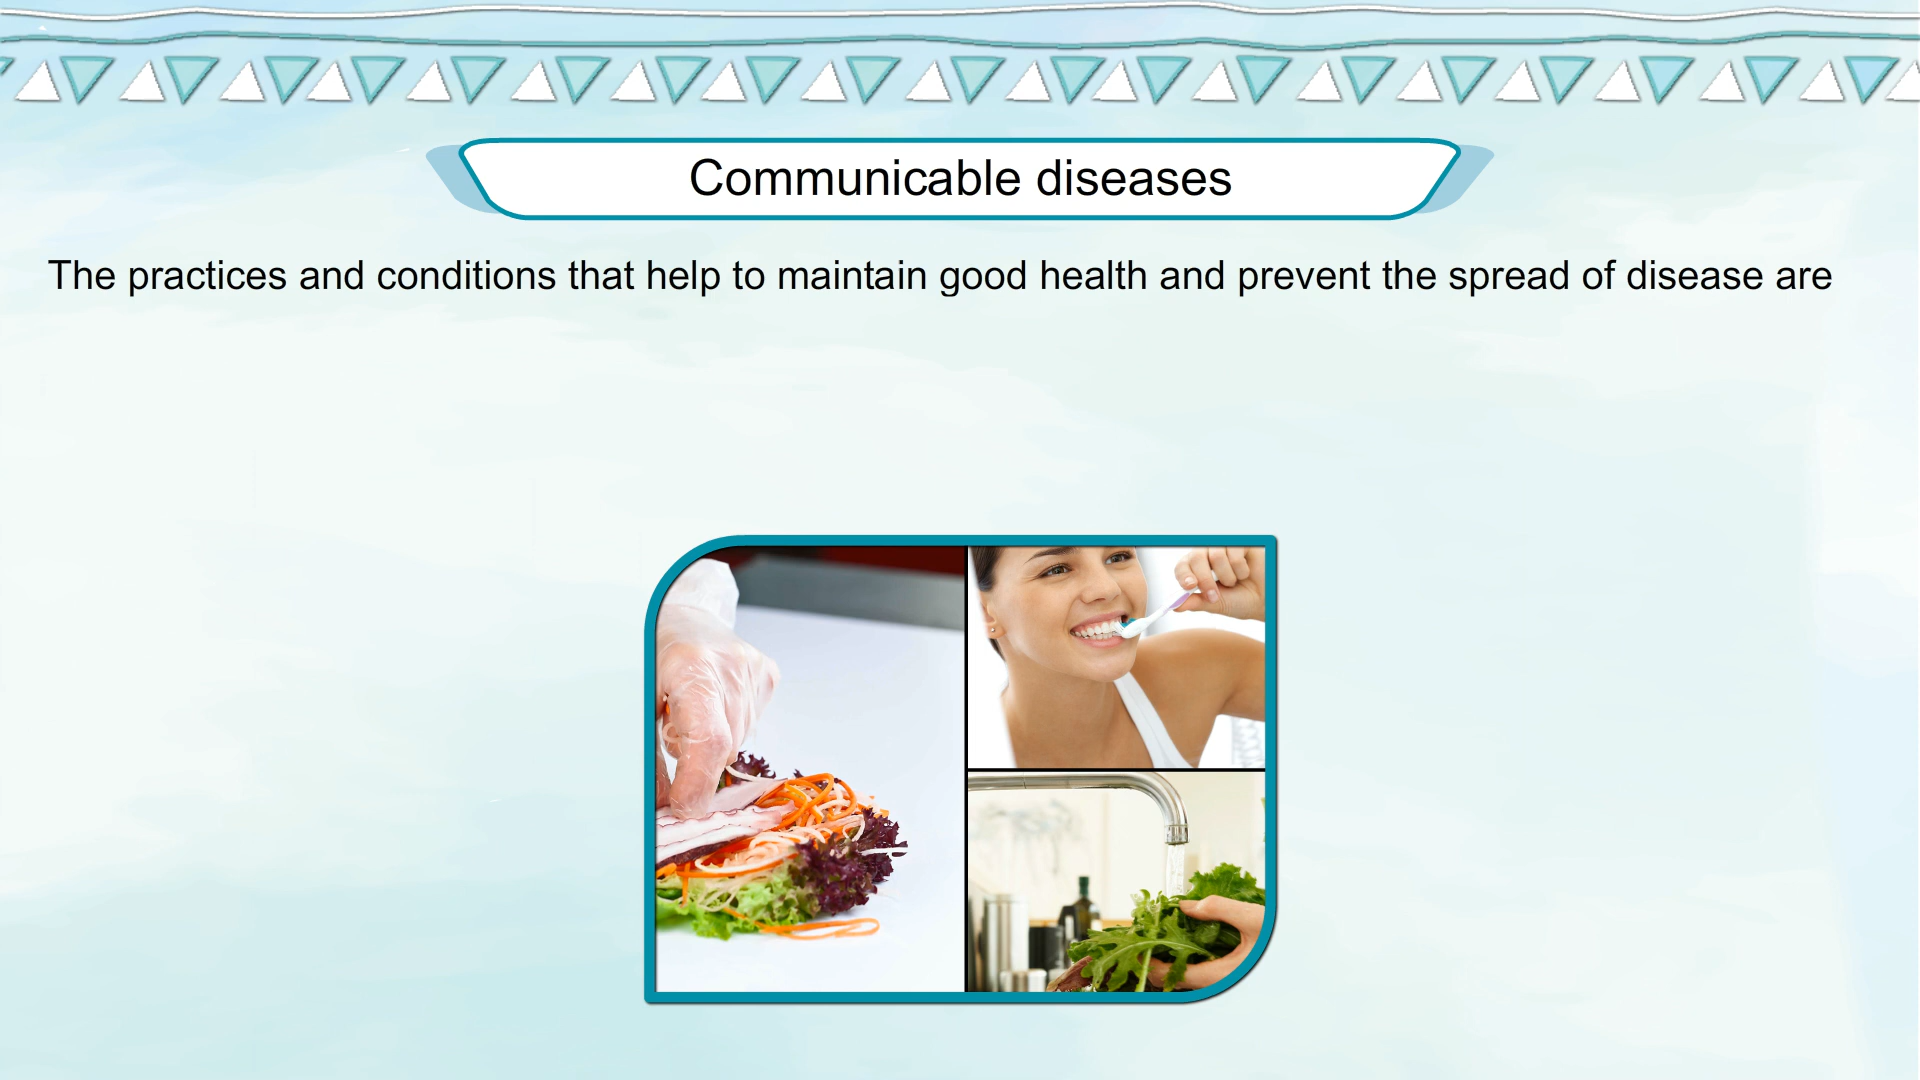 Communicable diseases
The practices and conditions that help to maintain good health and prevent the spread of disease are